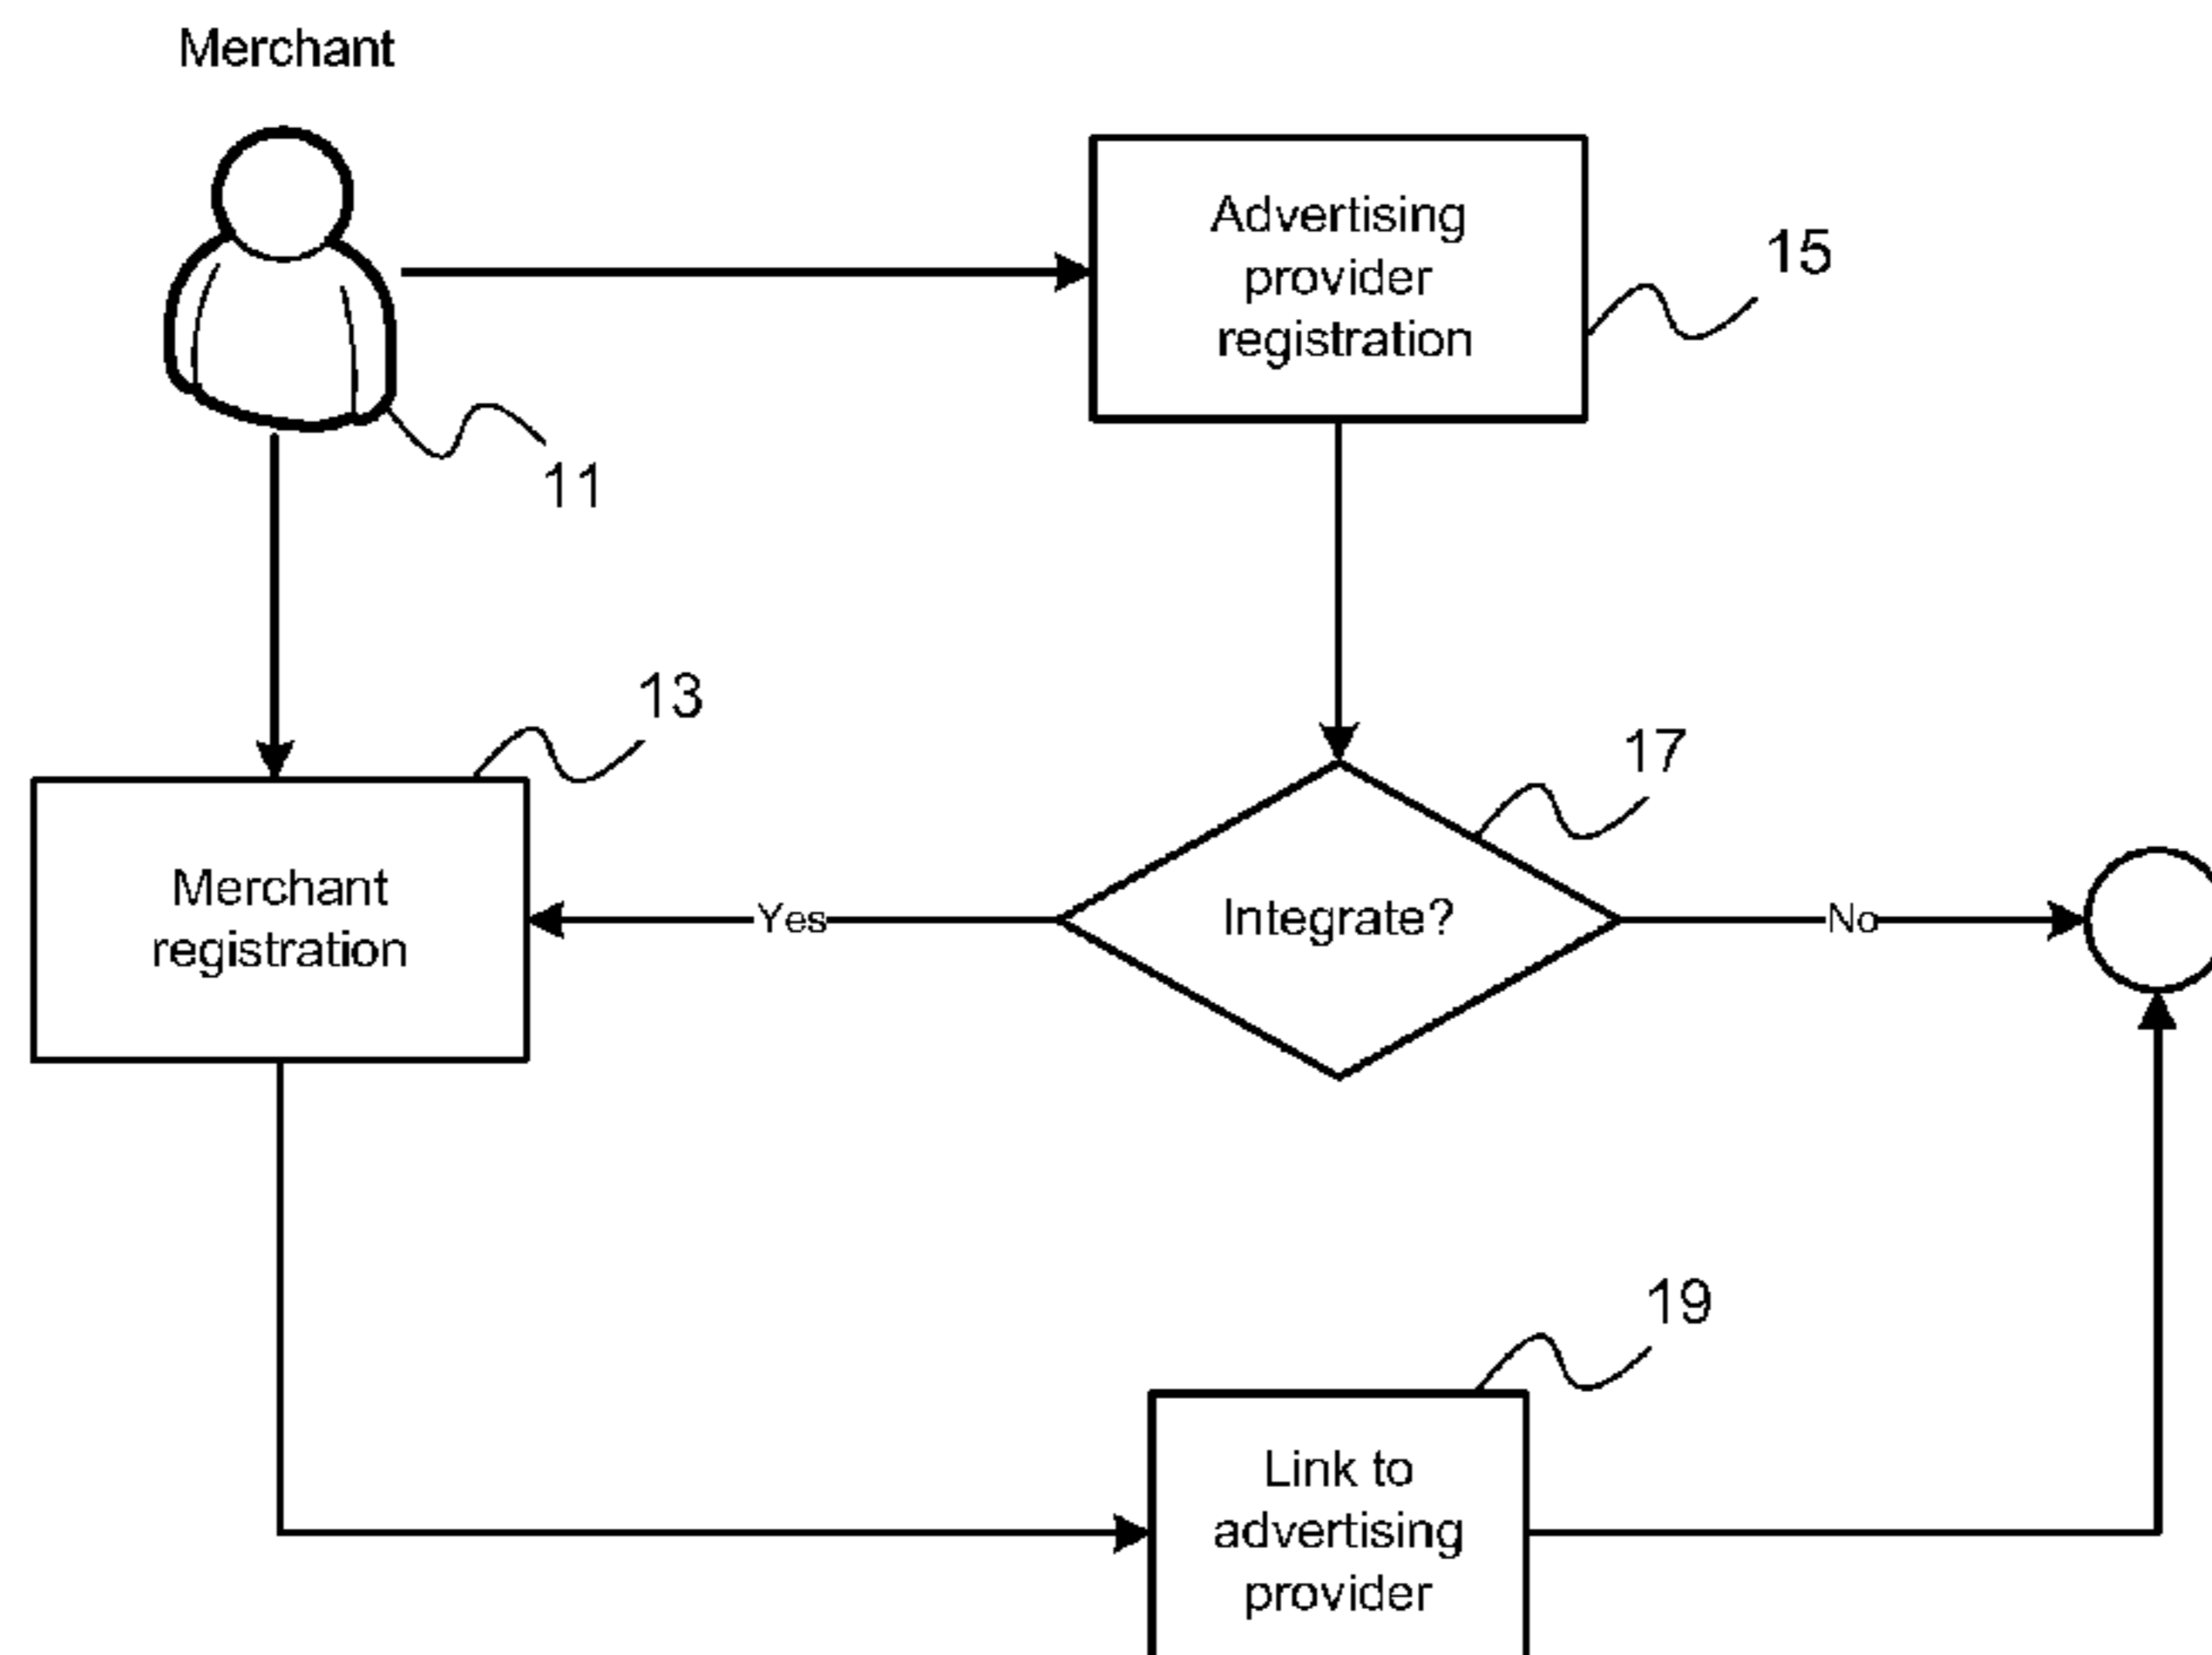 Merchant
Advertising
provider
registration
15
11
13
17
Merchant
registration
Yes
Integrate?
No
19
Link to
advertising
provider